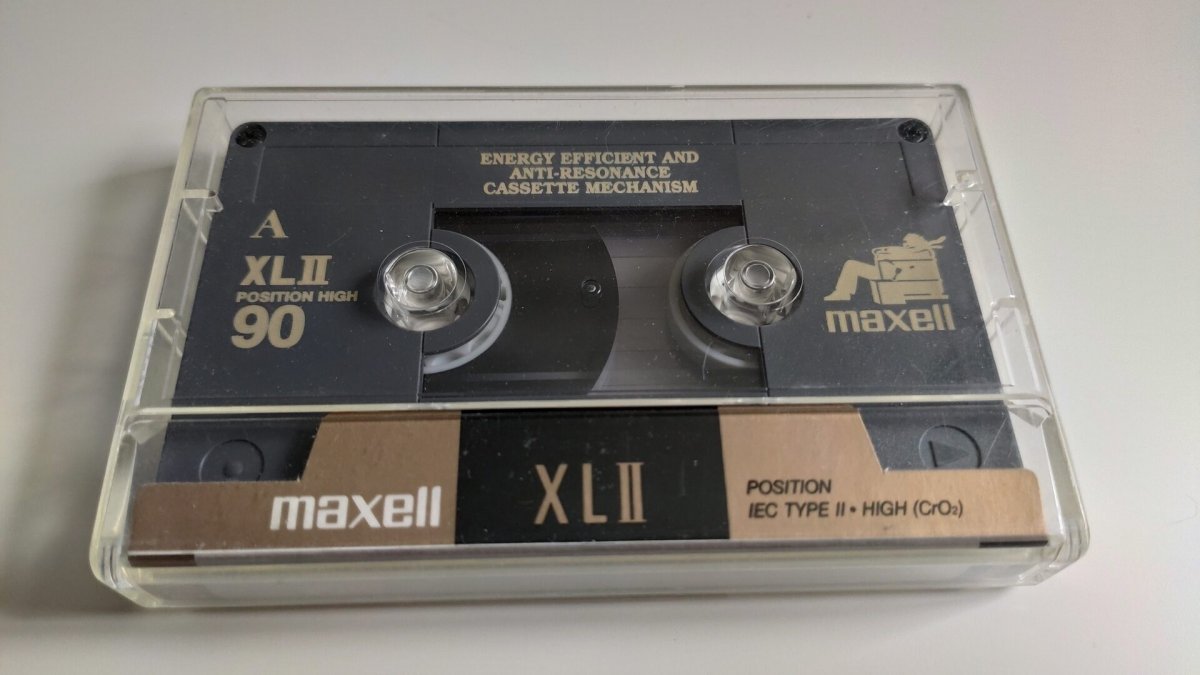 ENERGY EFFICIENT AND
ANTI-RESONANCE
CASSETTE MECHANISM
A
XLII
POSITION HIGH
90
maxell
maxell
XLII
POSITION
IEC TYPE II • HIGH (CrO₂)